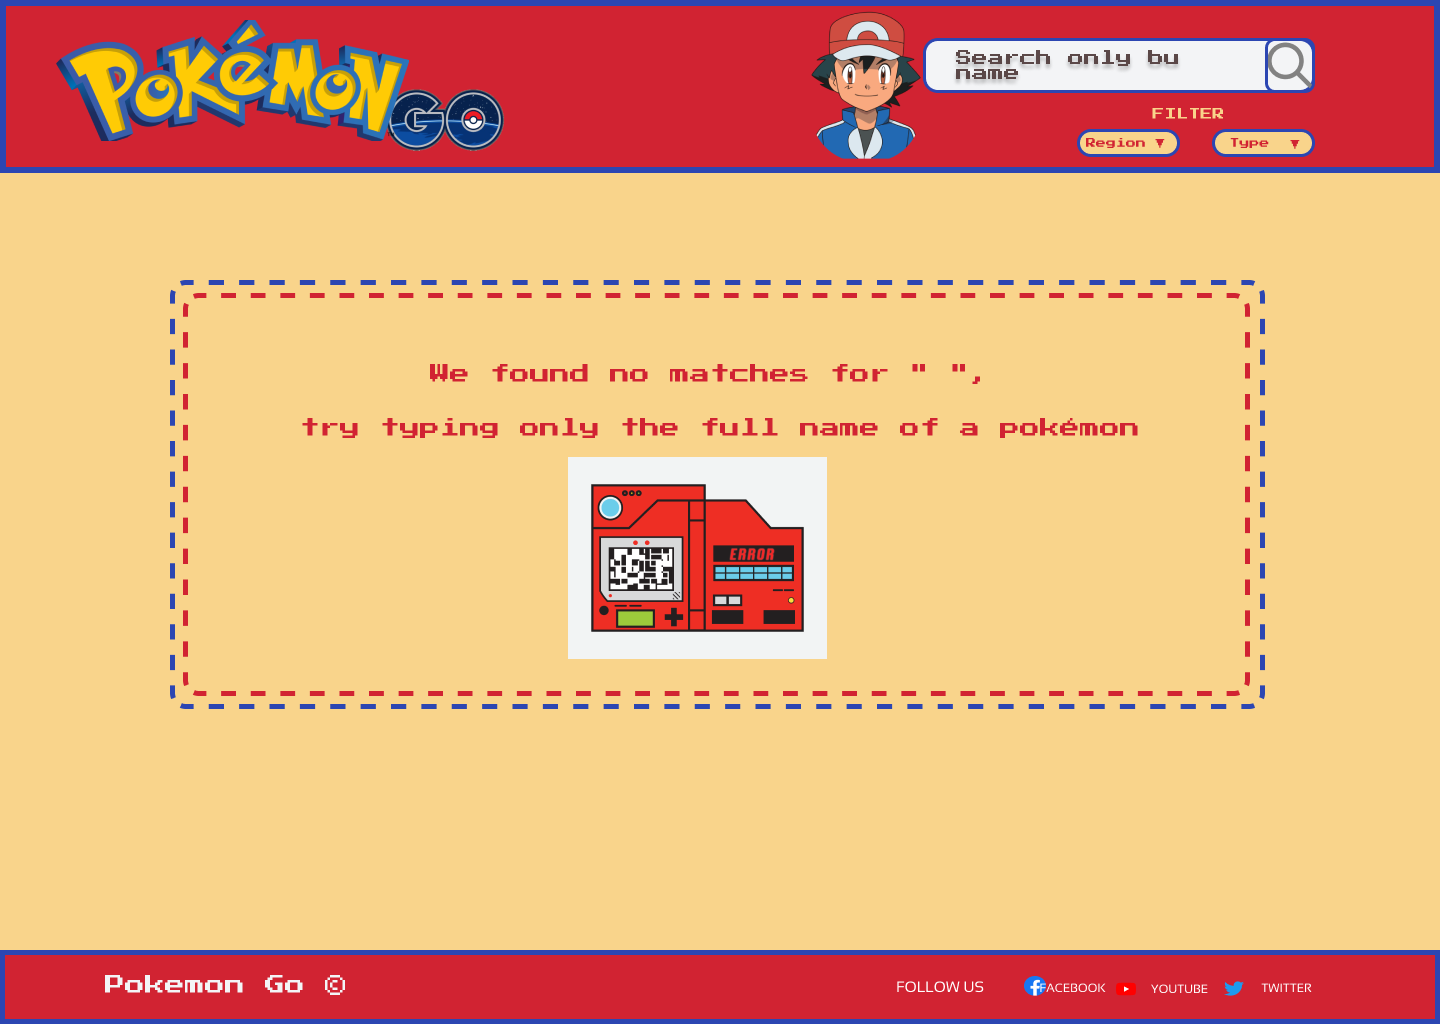 POKéMON
GO
Search only bu
name
FILTER
Region ▼
Type ▼
We found no matches for " ",
try typing only the full name of a pokémon
ERROR
Pokemon Go ©
FOLLOW US
FACEBOOK
YOUTUBE
TWITTER